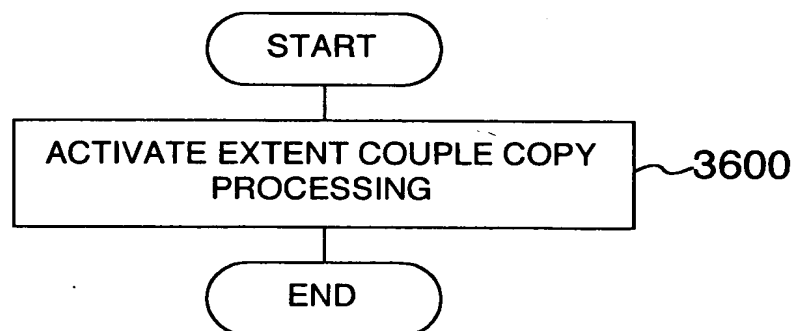 START
ACTIVATE EXTENT COUPLE COPY
PROCESSING
3600
END